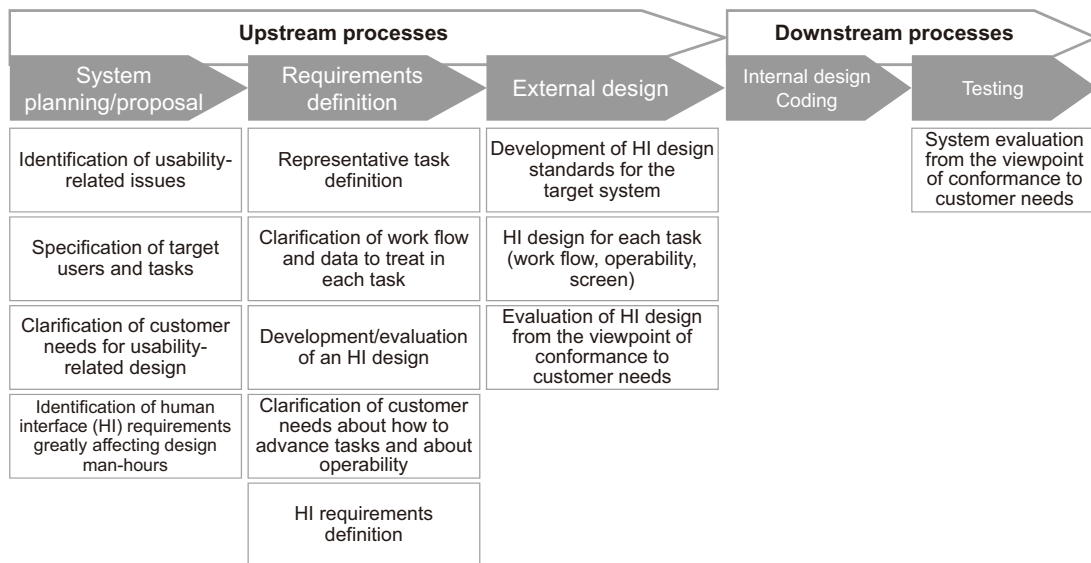 Upstream processes
Downstream processes
System
planning/proposal
Requirements
definition
External design
Internal design
Coding
Testing
Identification of usability-
related issues
Specification of target
users and tasks
Clarification of customer
needs for usability-
related design
Identification of human
interface (HI) requirements
greatly affecting design
man-hours
Representative task
definition
Clarification of work flow
and data to treat in
each task
Development/evaluation
of an HI design
Clarification of customer
needs about how to
advance tasks and about
operability
HI requirements
definition
Development of HI design
standards for the
target system
HI design for each task
(work flow, operability,
screen)
Evaluation of HI design
from the viewpoint of
conformance to
customer needs
System evaluation
from the viewpoint
of conformance to
customer needs